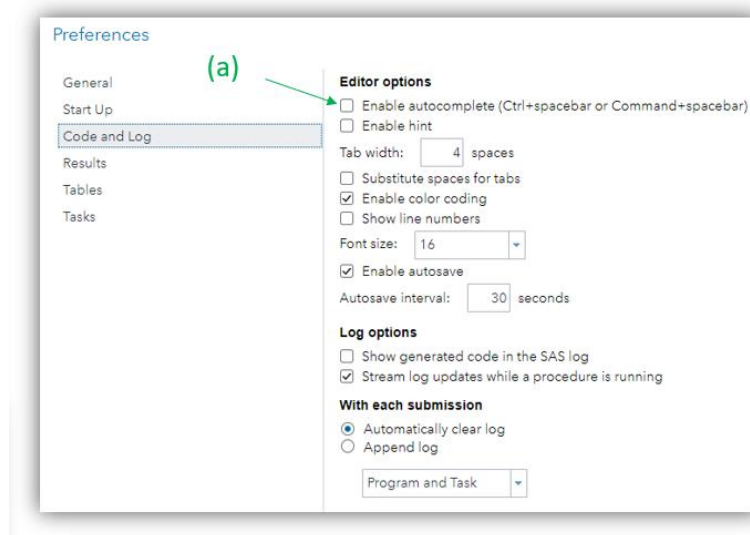 Preferences
(a)
General
Start Up
Code and Log
Results
Tables
Tasks
Editor options
Enable autocomplete (Ctrl+spacebar or Command+spacebar)
Enable hint
Tab width: 4 spaces
Substitute spaces for tabs
Enable color coding
Show line numbers
Font size: 16
Enable autosave
Autosave interval: 30 seconds
Log options
Show generated code in the SAS log
Stream log updates while a procedure is running
With each submission
Automatically clear log
Append log
Program and Task